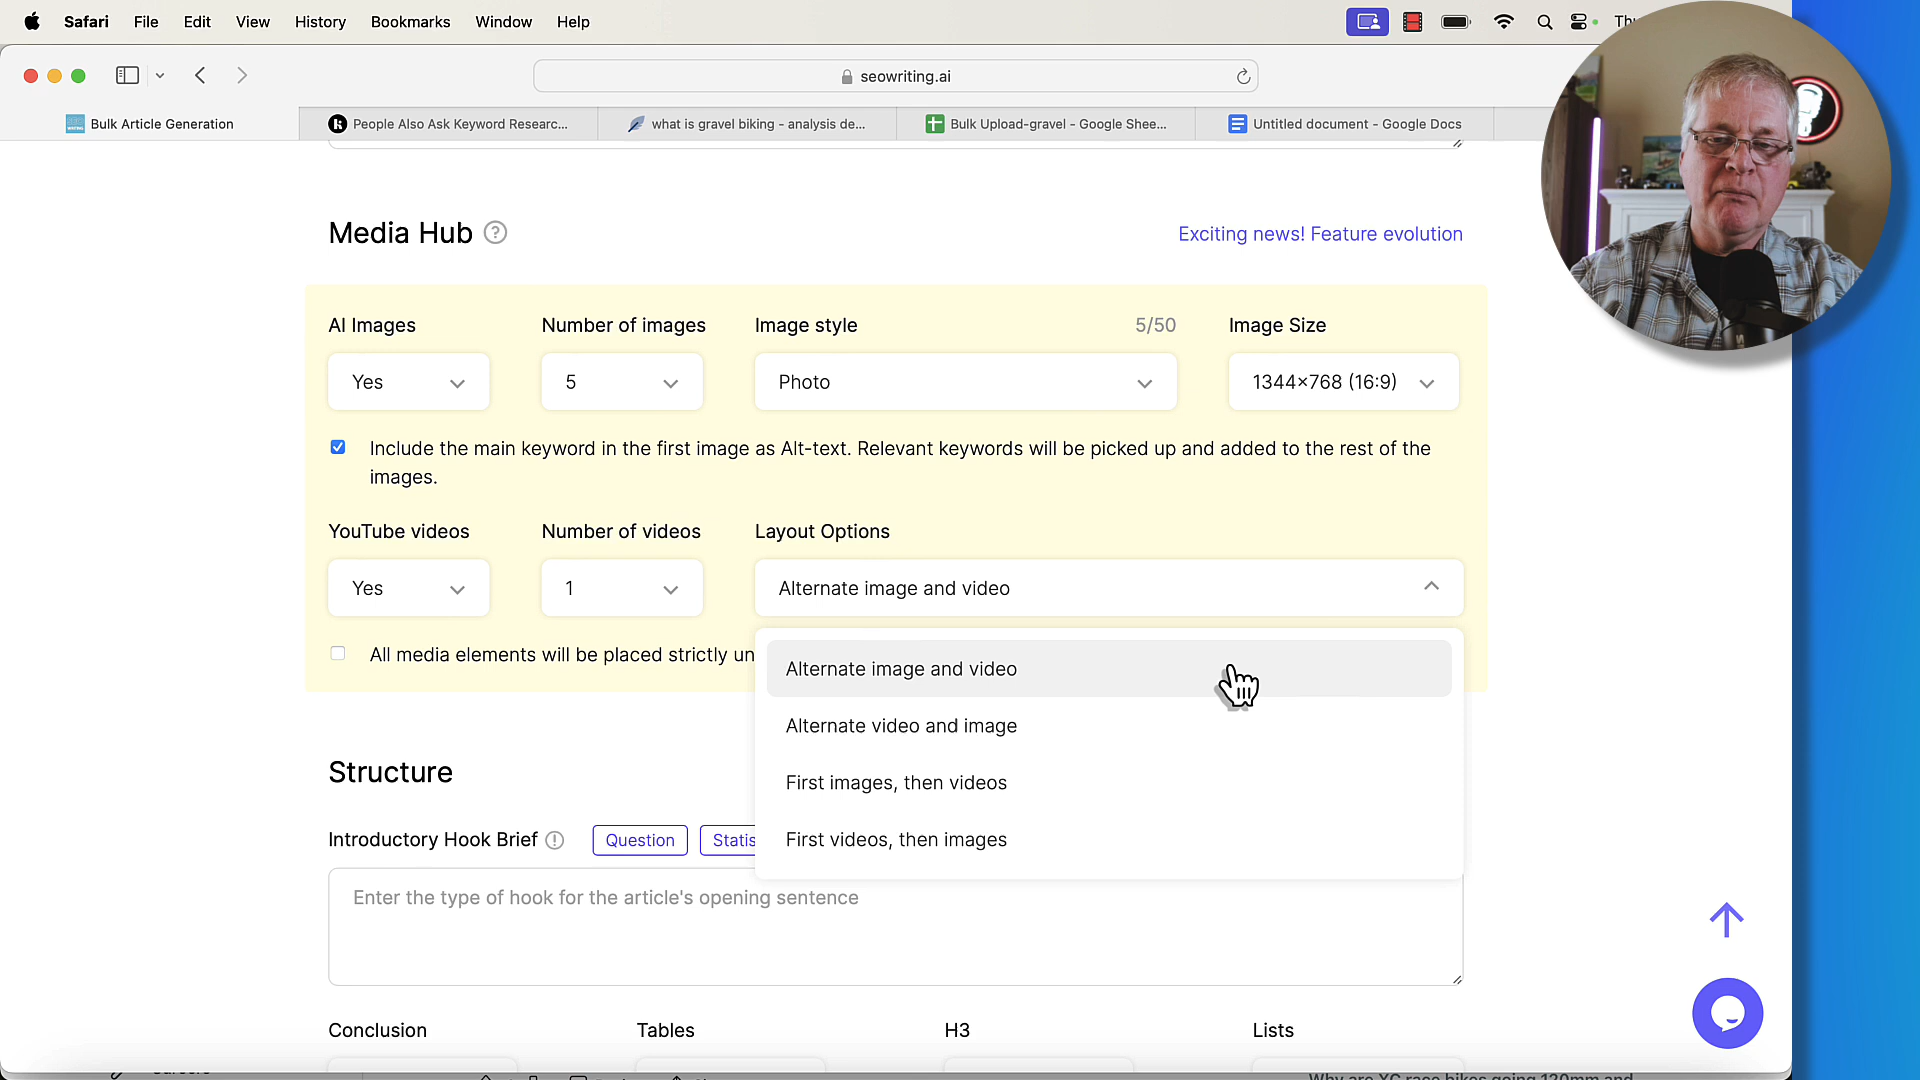 Safari File Edit View History Bookmarks Window Help
seowriting.ai
Bulk Article Generation
People Also Ask Keyword Researc...
what is gravel biking - analysis de...
Bulk Upload-gravel - Google Shee...
Untitled document - Google Docs
Media Hub ?
Exciting news! Feature evolution
AI Images
Number of images
Image style
5/50
Image Size
Yes
5
Photo
1344×768 (16:9)
Include the main keyword in the first image as Alt-text. Relevant keywords will be picked up and added to the rest of the
images.
YouTube videos
Number of videos
Layout Options
Yes
1
Alternate image and video
All media elements will be placed strictly un
Alternate image and video
Alternate video and image
First images, then videos
First videos, then images
Structure
Introductory Hook Brief
Question
Statis
Enter the type of hook for the article's opening sentence
Conclusion
Tables
H3
Lists